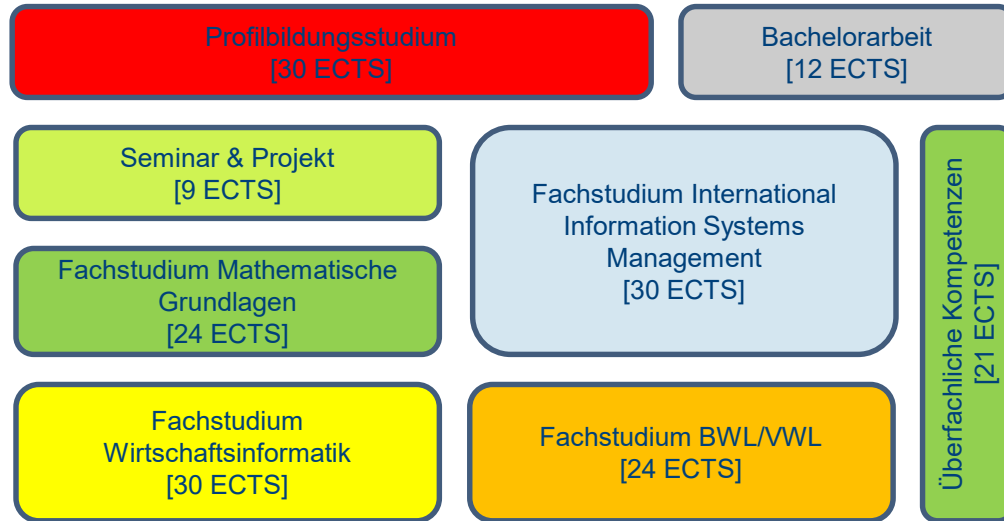 Profilbildungsstudium
[30 ECTS]
Bachelorarbeit
[12 ECTS]
Seminar & Projekt
[9 ECTS]
Fachstudium International
Information Systems
Management
[30 ECTS]
Überfachliche Kompetenzen
[21 ECTS]
Fachstudium Mathematische
Grundlagen
[24 ECTS]
Fachstudium
Wirtschaftsinformatik
[30 ECTS]
Fachstudium BWL/VWL
[24 ECTS]